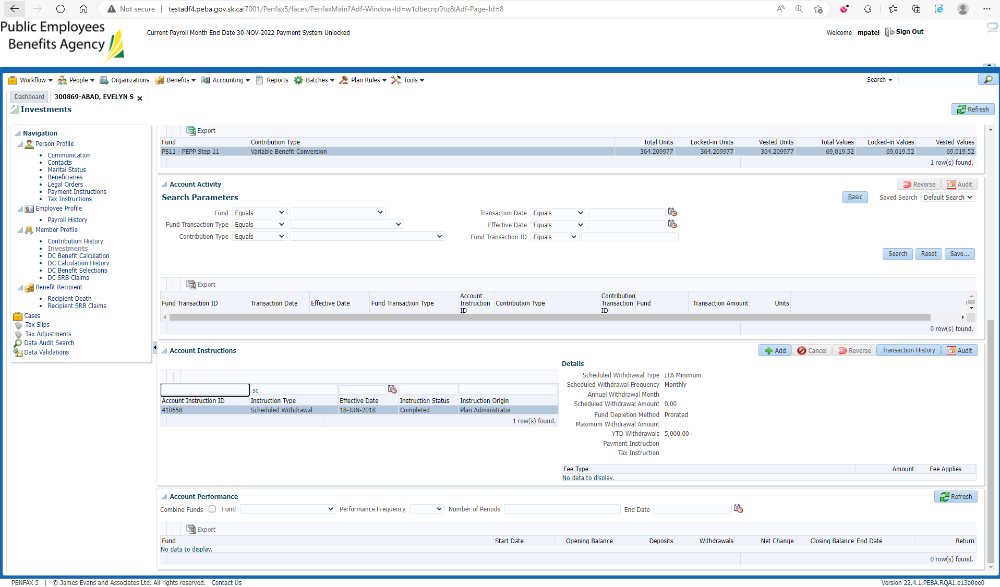 Not secure | testadf4.peba.gov.sk.ca:7001/Penfax5/faces/PenfaxMain?Adf-Window-Id=w1dbecnp9tq&Adf-Page-Id=8
Public Employees
Benefits Agency
Current Payroll Month End Date 30-NOV-2022 Payment System Unlocked
Welcome mpatel Sign Out
Workflow People Organizations Benefits Accounting Reports Batches Plan Rules Tools Search
Dashboard 300869-ABAD, EVELYN S
Investments Refresh
Navigation
Person Profile
Communication
Contacts
Marital Status
Beneficiaries
Legal Orders
Payment Instructions
Tax Instructions
Employee Profile
Payroll History
Member Profile
Contribution History
Investments
DC Benefit Calculation
DC Calculation History
DC Benefit Selections
DC SRB Claims
Benefit Recipient
Recipient Death
Recipient SRB Claims
Cases
Tax Slips
Tax Adjustments
Data Audit Search
Data Validations
Export
Fund Contribution Type Total Units Locked-in Units Vested Units Total Values Locked-in Values Vested Values
PS11 - PEPP Step 11 Variable Benefit Conversion 364.209977 364.209977 364.209977 69,019.52 69,019.52 69,019.52
1 row(s) found.
Account Activity Reverse Audit
Search Parameters Basic Saved Search Default Search
Fund Equals Transaction Date Equals
Fund Transaction Type Equals Effective Date Equals
Contribution Type Equals Fund Transaction ID Equals
Search Reset Save...
Export
Fund Transaction ID Transaction Date Effective Date Fund Transaction Type Account Instruction ID Contribution Type Contribution Transaction ID Fund Transaction Amount Units
0 row(s) found.
Account Instructions Add Cancel Reverse Transaction History Audit
sc
Account Instruction ID Instruction Type Effective Date Instruction Status Instruction Origin
410658 Scheduled Withdrawal 18-JUN-2018 Completed Plan Administrator
1 row(s) found.
Details
Scheduled Withdrawal Type ITA Minimum
Scheduled Withdrawal Frequency Monthly
Annual Withdrawal Month
Scheduled Withdrawal Amount 0.00
Fund Depletion Method Prorated
Maximum Withdrawal Amount
YTD Withdrawals 5,000.00
Payment Instruction
Tax Instruction
Fee Type Amount Fee Applies
No data to display.
Account Performance Refresh
Combine Funds Fund Performance Frequency Number of Periods End Date
Export
Fund Start Date Opening Balance Deposits Withdrawals Net Change Closing Balance End Date Return
No data to display.
0 row(s) found.
PENFAX 5 | © James Evans and Associates Ltd. All rights reserved. Contact Us Version 22.4.1.PEBA.RQA1.e13b0ee0